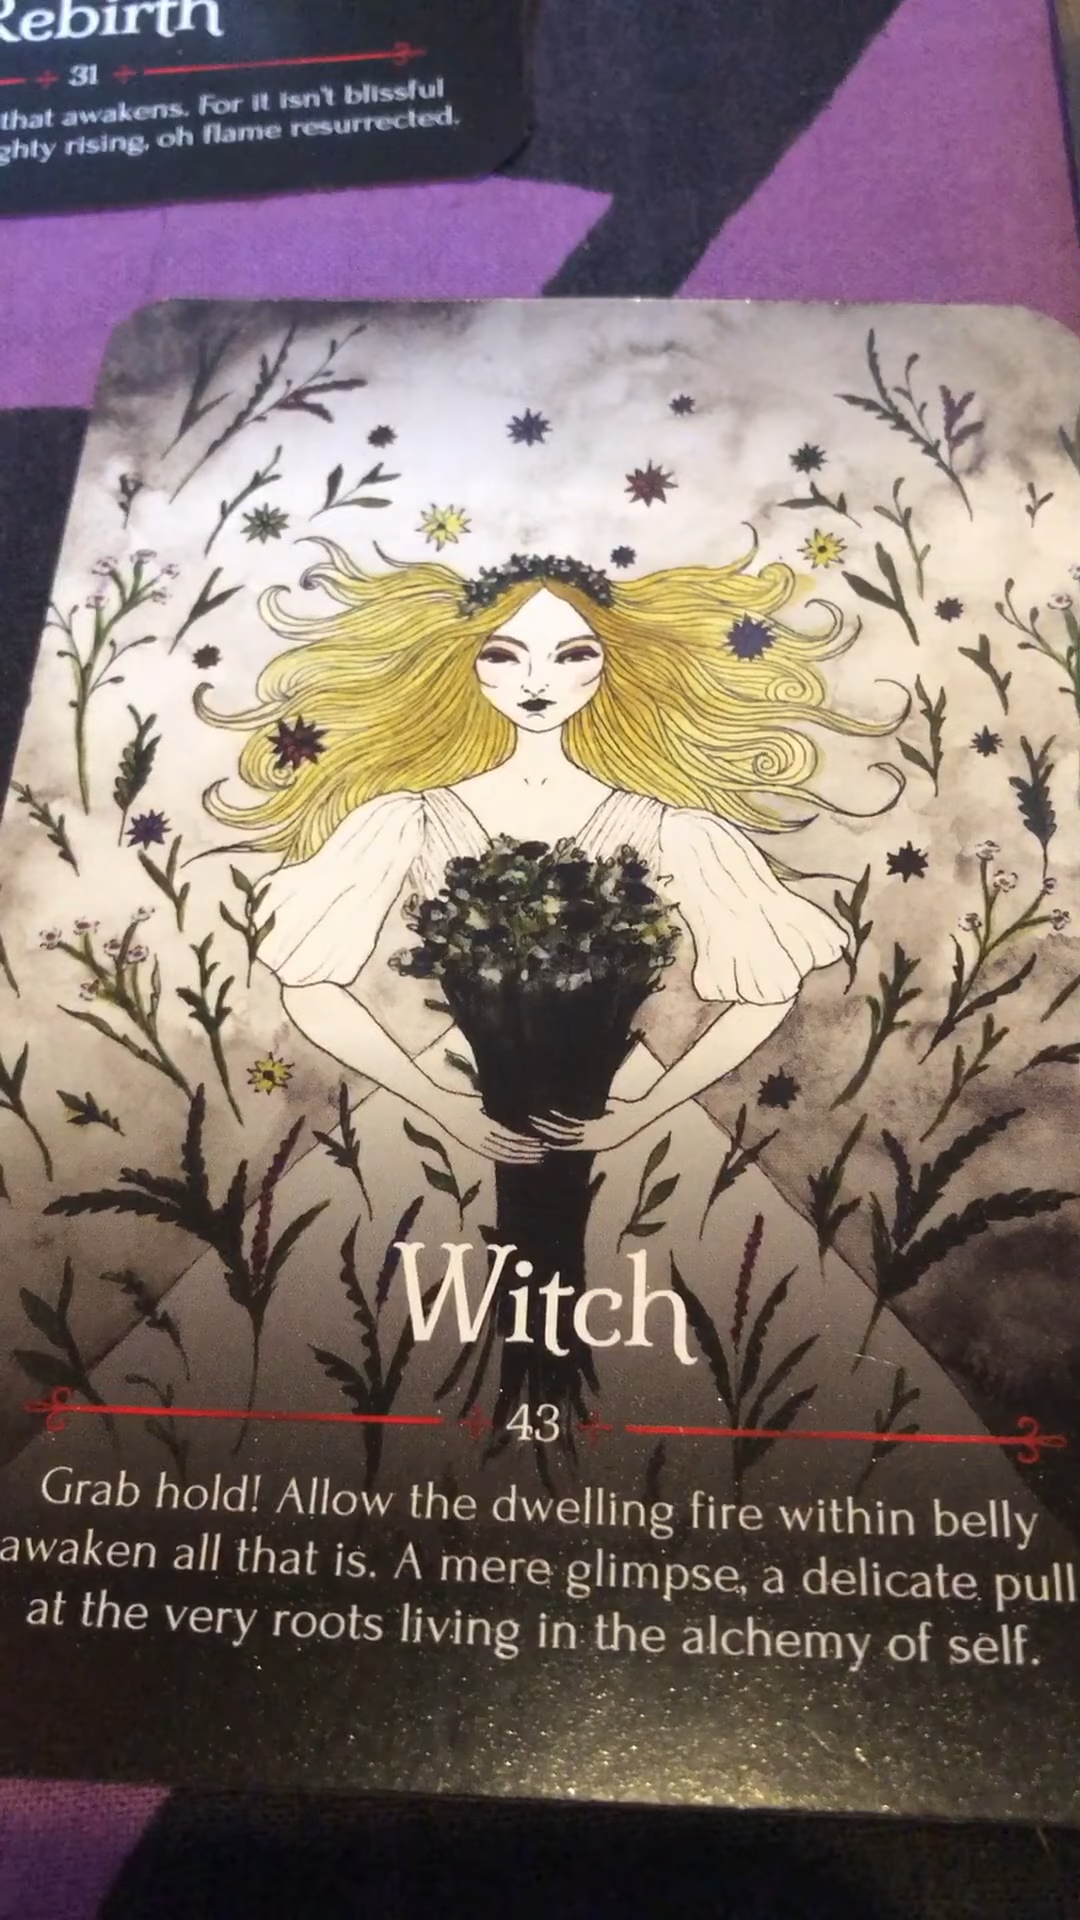 Rebirth
31
that awakens. For it isn't blissful
ghty rising, oh flame resurrected.
Witch
43
Grab hold! Allow the dwelling fire within belly
awaken all that is. A mere glimpse, a delicate pull
at the very roots living in the alchemy of self.